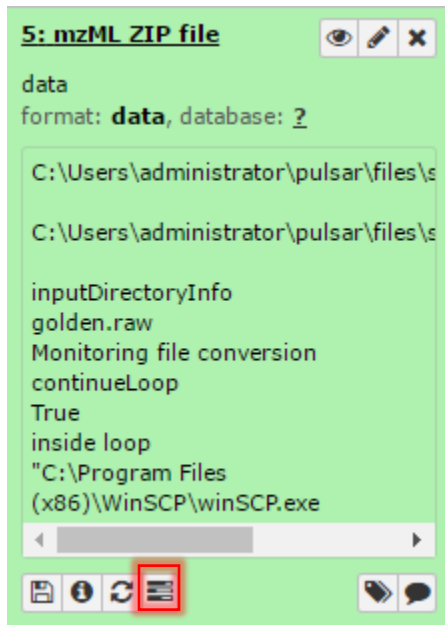 5: mzML ZIP file
data
format: data, database: ?
C:\Users\administrator\pulsar\files\s
C:\Users\administrator\pulsar\files\s
inputDirectoryInfo
golden.raw
Monitoring file conversion
continueLoop
True
inside loop
"C:\Program Files
(x86)\WinSCP\winSCP.exe